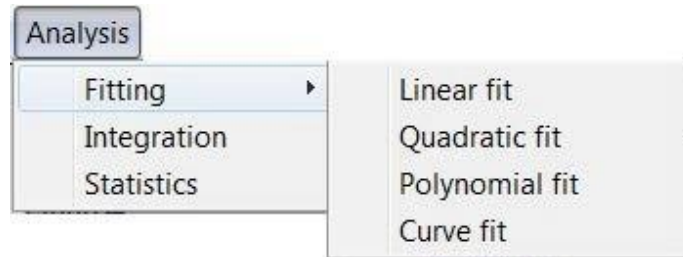 Analysis
Fitting
Integration
Statistics
Linear fit
Quadratic fit
Polynomial fit
Curve fit